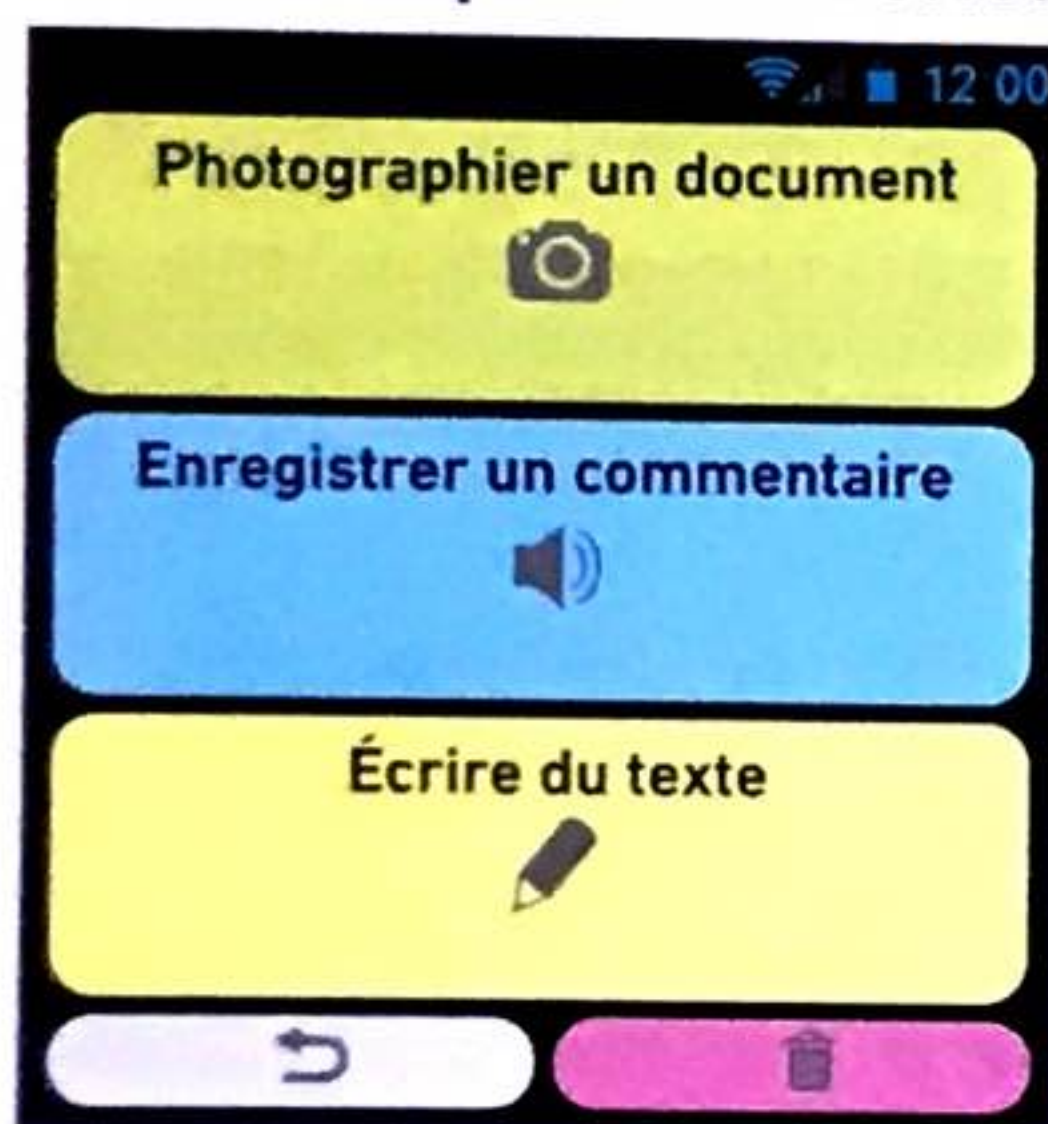 12 00
Photographier un document
Enregistrer un commentaire
Écrire du texte